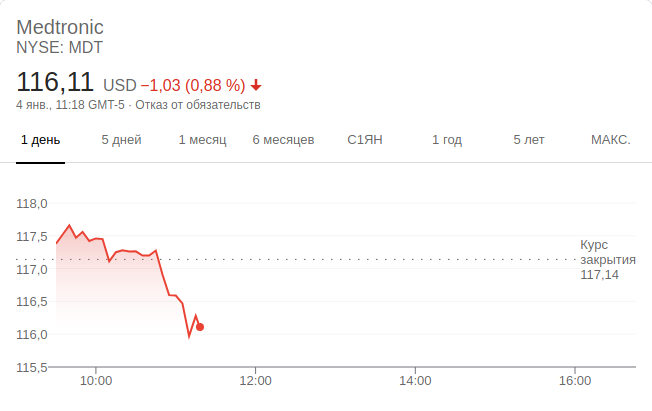 Medtronic
NYSE: MDT
116,11 USD −1,03 (0,88 %)
4 янв., 11:18 GMT-5 · Отказ от обязательств
1 день 5 дней 1 месяц 6 месяцев С1ЯН 1 год 5 лет МАКС.
118,0
117,5
Курс
закрытия
117,14
117,0
116,5
116,0
115,5
10:00 12:00 14:00 16:00